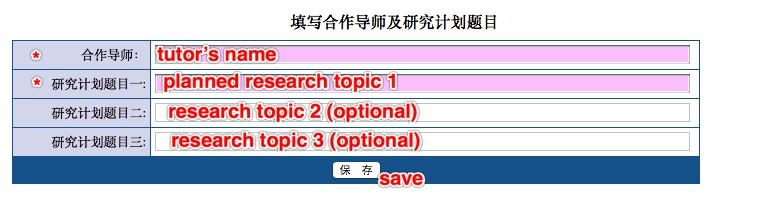 填写合作导师及研究计划题目
* 合作导师: tutor's name
* 研究计划题目一: planned research topic 1
研究计划题目二: research topic 2 (optional)
研究计划题目三: research topic 3 (optional)
保 存 save